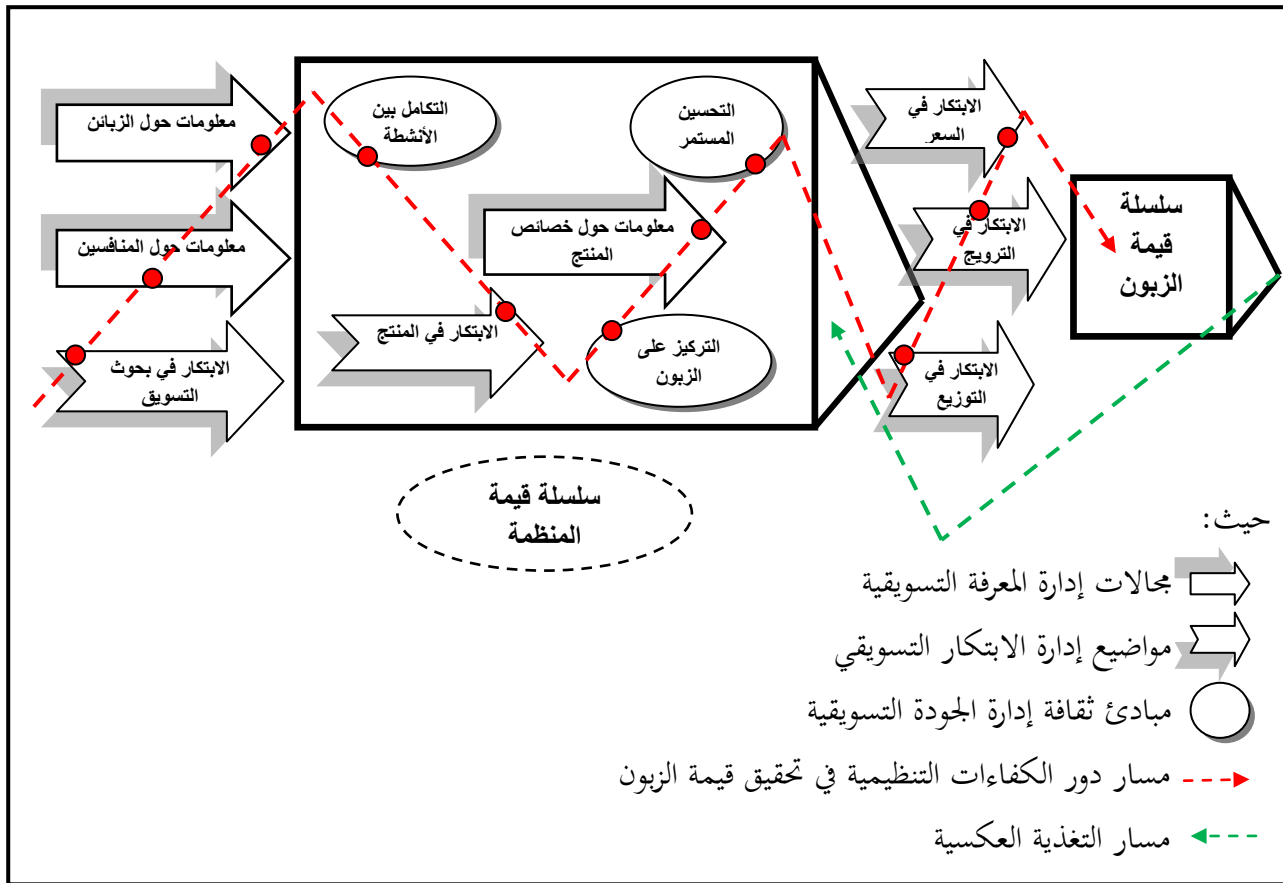 معلومات حول الزبائن
معلومات حول المنافسين
الابتكار في بحوث
التسويق
التكامل بين
الأنشطة
التحسين
المستمر
معلومات حول خصائص
المنتج
الابتكار في المنتج
التركيز على
الزبون
الابتكار في
السعر
الابتكار في
الترويج
الابتكار في
التوزيع
سلسلة
قيمة
الزبون
سلسلة قيمة
المنظمة
حيث:
مجالات إدارة المعرفة التسويقية
مواضيع إدارة الابتكار التسويقي
مبادئ ثقافة إدارة الجودة التسويقية
مسار دور الكفاءات التنظيمية في تحقيق قيمة الزبون
مسار التغذية العكسية